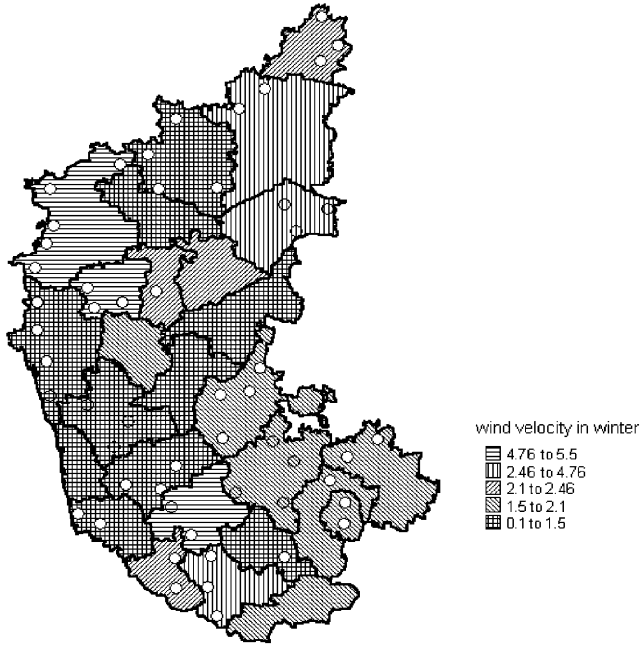 wind velocity in winter
4.76 to 5.5
2.46 to 4.76
2.1 to 2.46
1.5 to 2.1
0.1 to 1.5